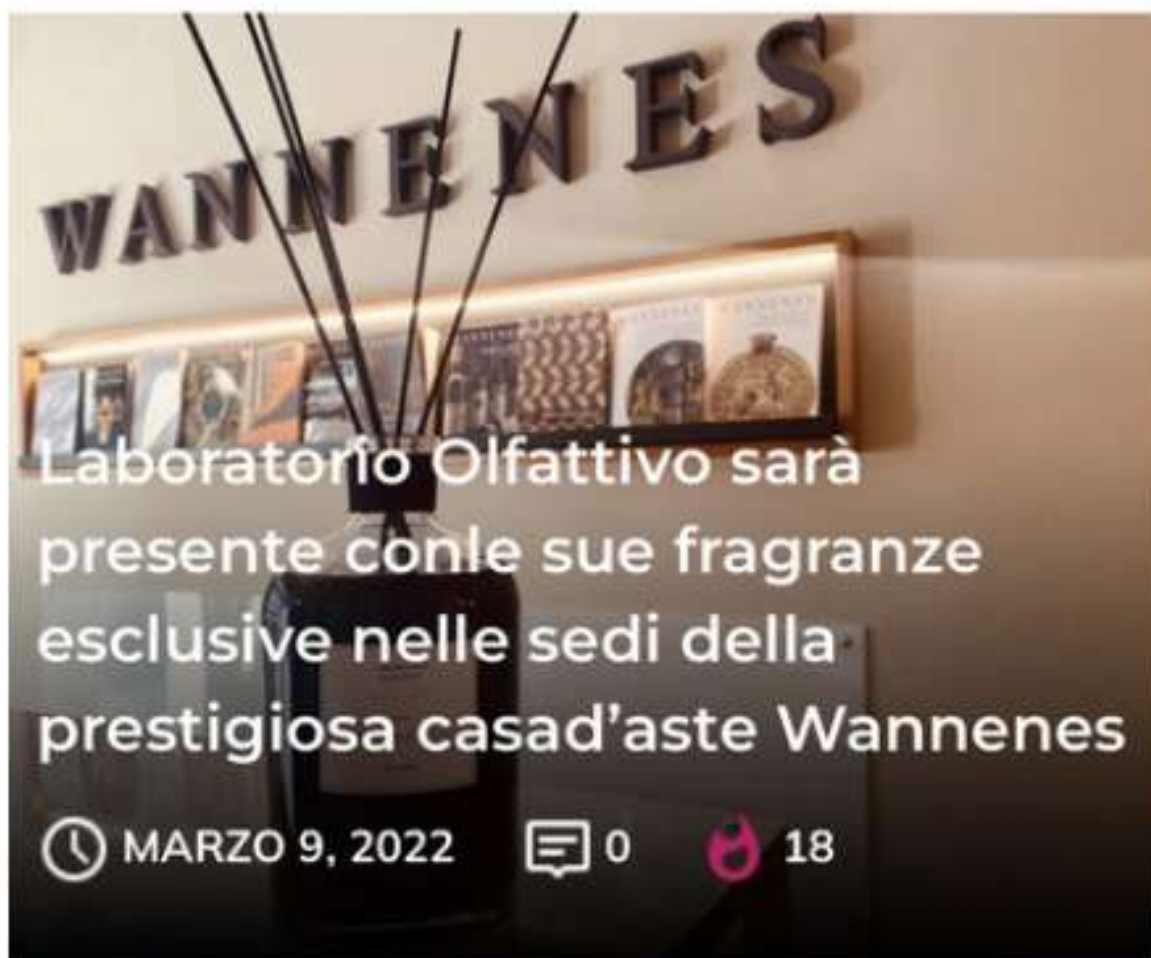 WANNENES
Laboratorio Olfattivo sarà
presente conle sue fragranze
esclusive nelle sedi della
prestigiosa casad'aste Wannenes
MARZO 9, 2022 0 18